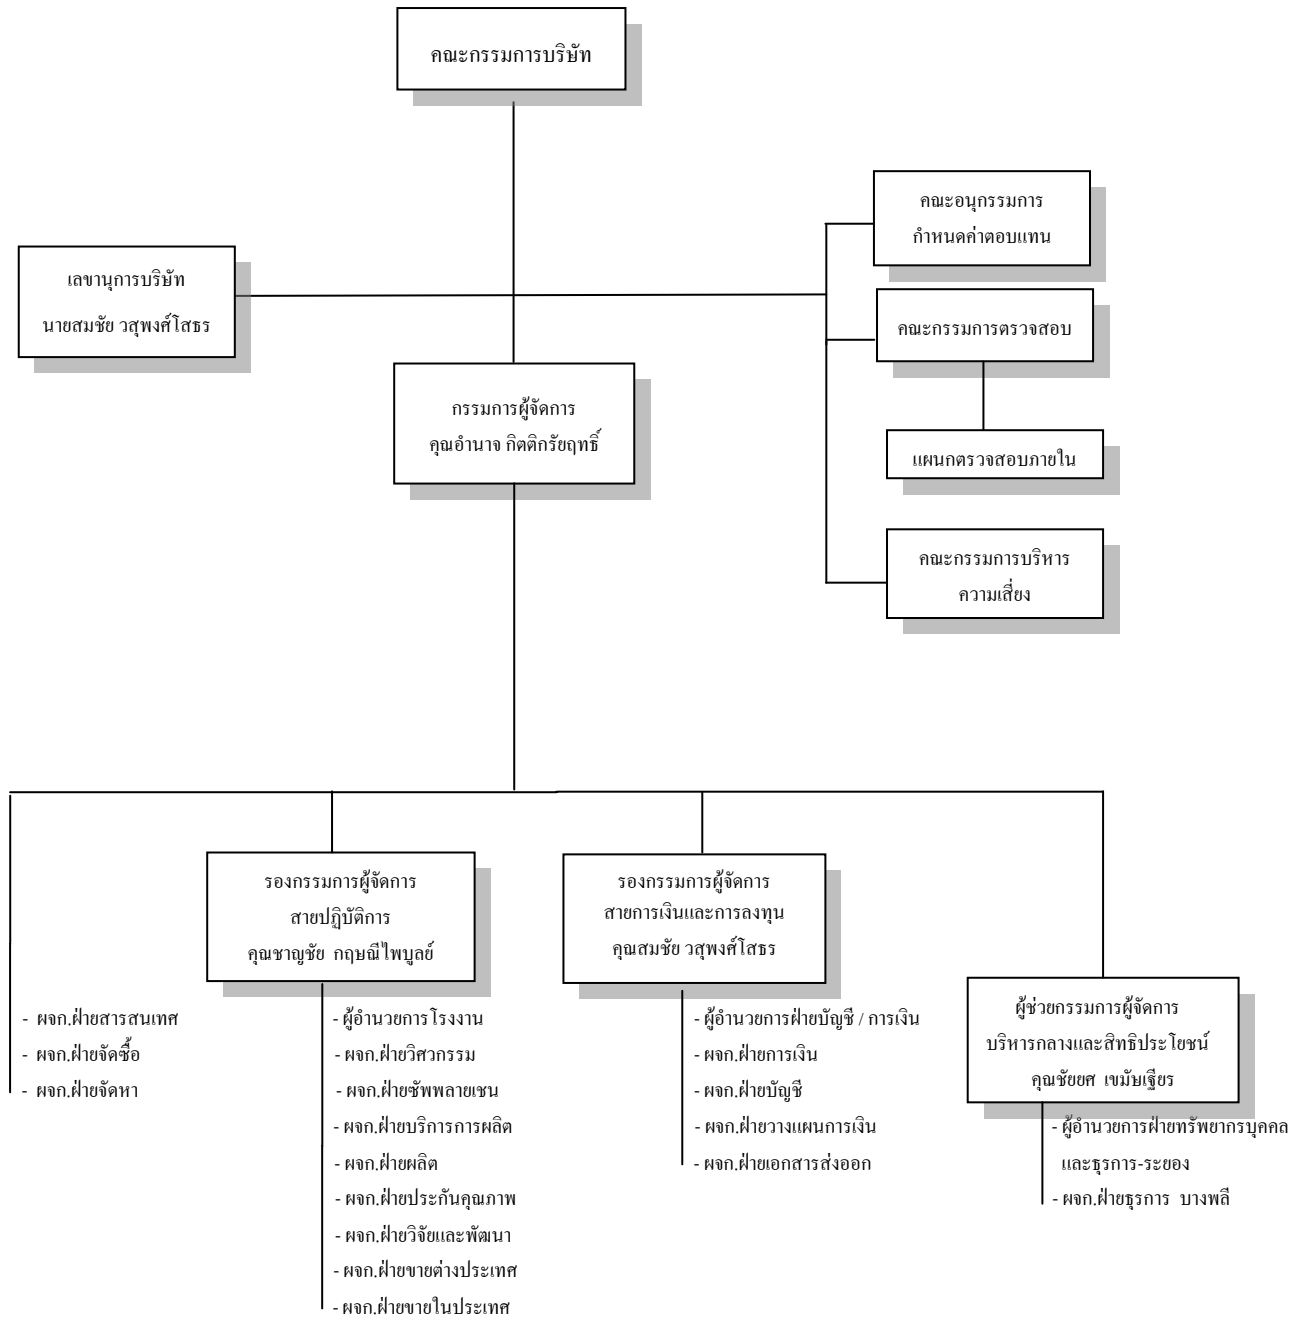 คณะกรรมการบริษัท
คณะอนุกรรมการ
กำหนดค่าตอบแทน
เลขานุการบริษัท
นายสมชัย วสุพงศ์โสธร
คณะกรรมการตรวจสอบ
กรรมการผู้จัดการ
คุณอำนาจ กิตติกรัยฤทธิ์
แผนกตรวจสอบภายใน
คณะกรรมการบริหาร
ความเสี่ยง
- ผจก.ฝ่ายสารสนเทศ
- ผจก.ฝ่ายจัดซื้อ
- ผจก.ฝ่ายจัดหา
รองกรรมการผู้จัดการ
สายปฏิบัติการ
คุณชาญชัย กฤษณีไพบูลย์
- ผู้อำนวยการโรงงาน
- ผจก.ฝ่ายวิศวกรรม
- ผจก.ฝ่ายซัพพลายเชน
- ผจก.ฝ่ายบริการการผลิต
- ผจก.ฝ่ายผลิต
- ผจก.ฝ่ายประกันคุณภาพ
- ผจก.ฝ่ายวิจัยและพัฒนา
- ผจก.ฝ่ายขายต่างประเทศ
- ผจก.ฝ่ายขายในประเทศ
รองกรรมการผู้จัดการ
สายการเงินและการลงทุน
คุณสมชัย วสุพงศ์โสธร
- ผู้อำนวยการฝ่ายบัญชี / การเงิน
- ผจก.ฝ่ายการเงิน
- ผจก.ฝ่ายบัญชี
- ผจก.ฝ่ายวางแผนการเงิน
- ผจก.ฝ่ายเอกสารส่งออก
ผู้ช่วยกรรมการผู้จัดการ
บริหารกลางและสิทธิประโยชน์
คุณชัยยศ เขมัษเฐียร
- ผู้อำนวยการฝ่ายทรัพยากรบุคคล
และธุรการ-ระยอง
- ผจก.ฝ่ายธุรการ บางพลี